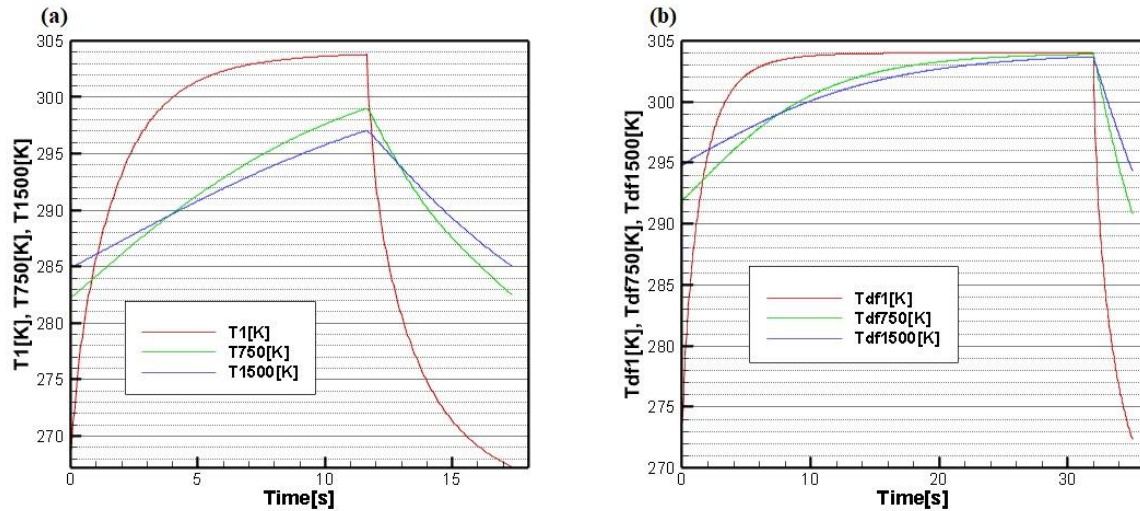 (a)
305
300
295
290
285
280
275
270
T1[K], T750[K], T1500[K]
T1[K]
T750[K]
T1500[K]
0
5
10
15
Time[s]
(b)
305
300
295
290
285
280
275
270
Tdf1[K], Tdf750[K], Tdf1500[K]
Tdf1[K]
Tdf750[K]
Tdf1500[K]
0
10
20
30
Time[s]